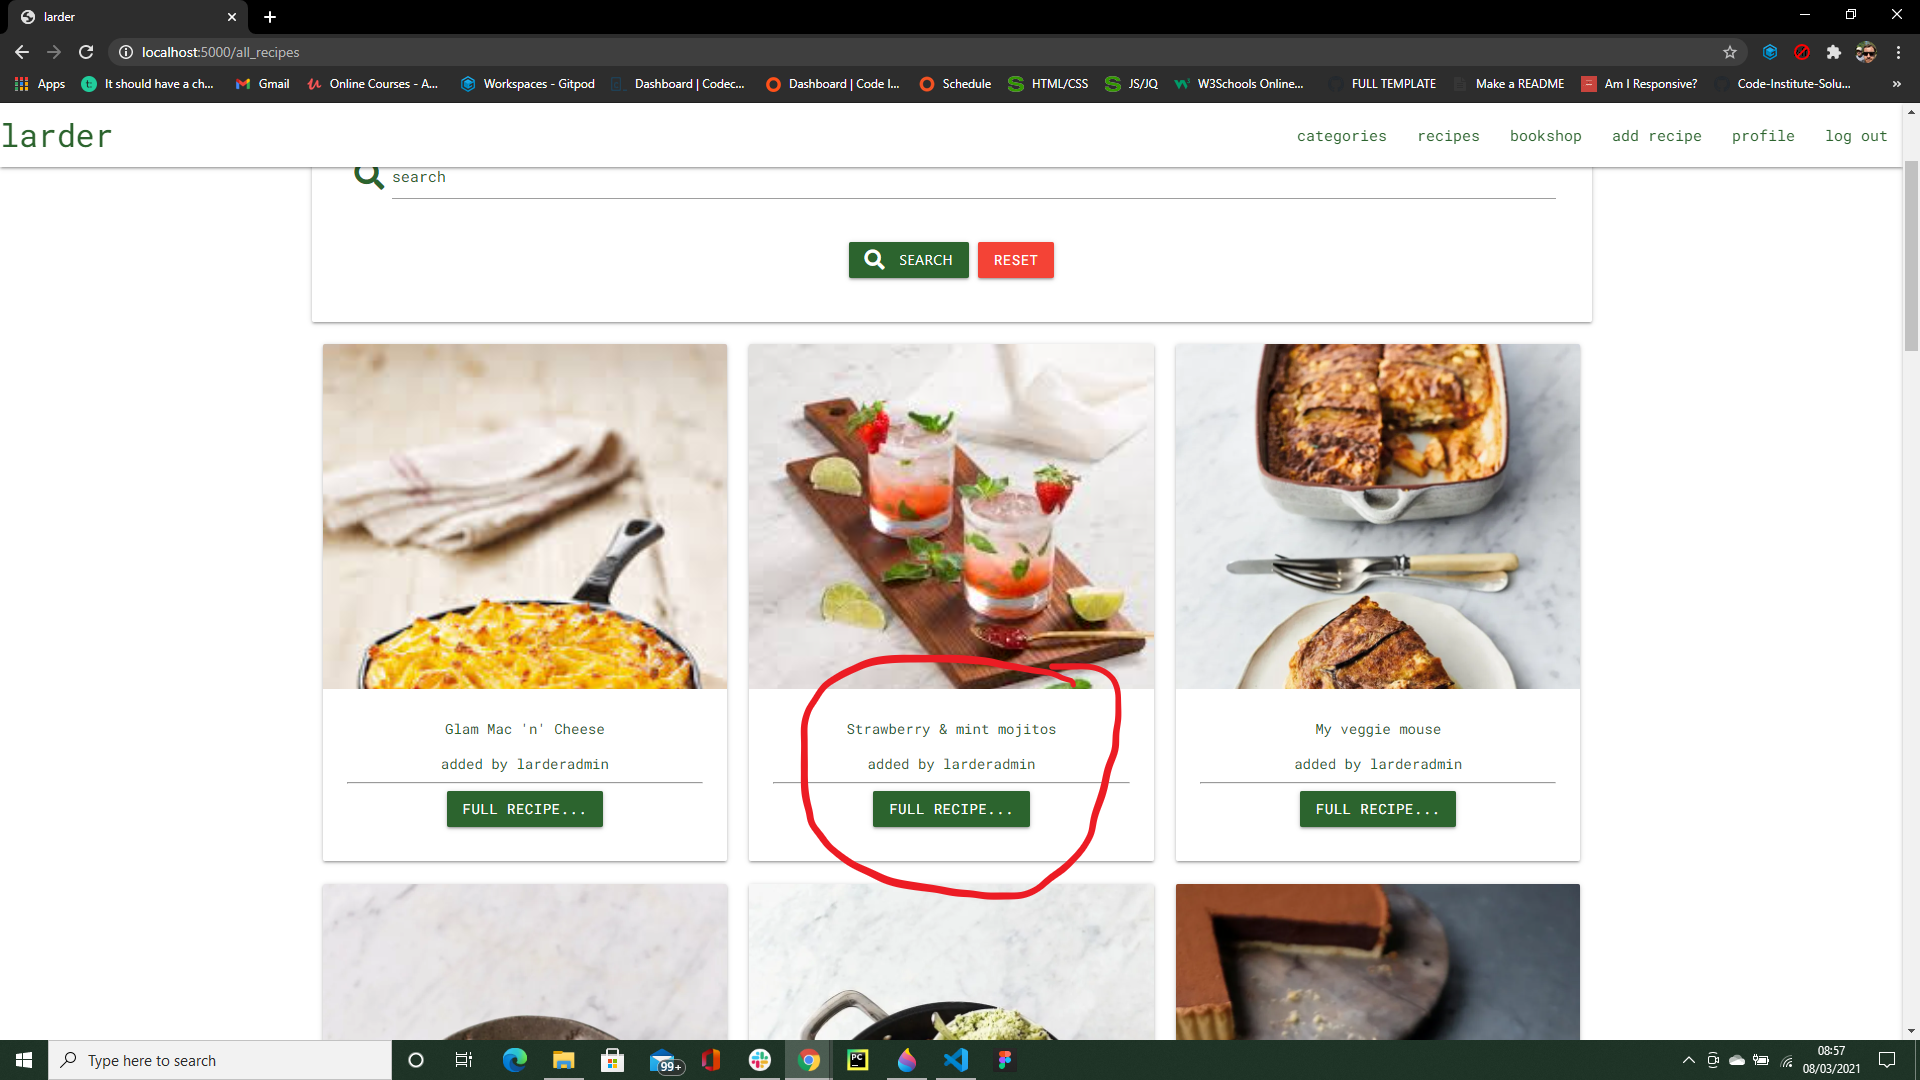 larder
localhost:5000/all_recipes
Apps
It should have a ch...
Gmail
Online Courses - A...
Workspaces - Gitpod
Dashboard | Codec...
Dashboard | Code I...
Schedule
HTML/CSS
JS/JQ
W3Schools Online...
FULL TEMPLATE
Make a README
Am I Responsive?
Code-Institute-Solu...
»
larder
categories
recipes
bookshop
add recipe
profile
log out
search
SEARCH
RESET
Glam Mac 'n' Cheese
added by larderadmin
FULL RECIPE...
Strawberry & mint mojitos
added by larderadmin
FULL RECIPE...
My veggie mouse
added by larderadmin
FULL RECIPE...
Type here to search
99+
PC
08:57
08/03/2021